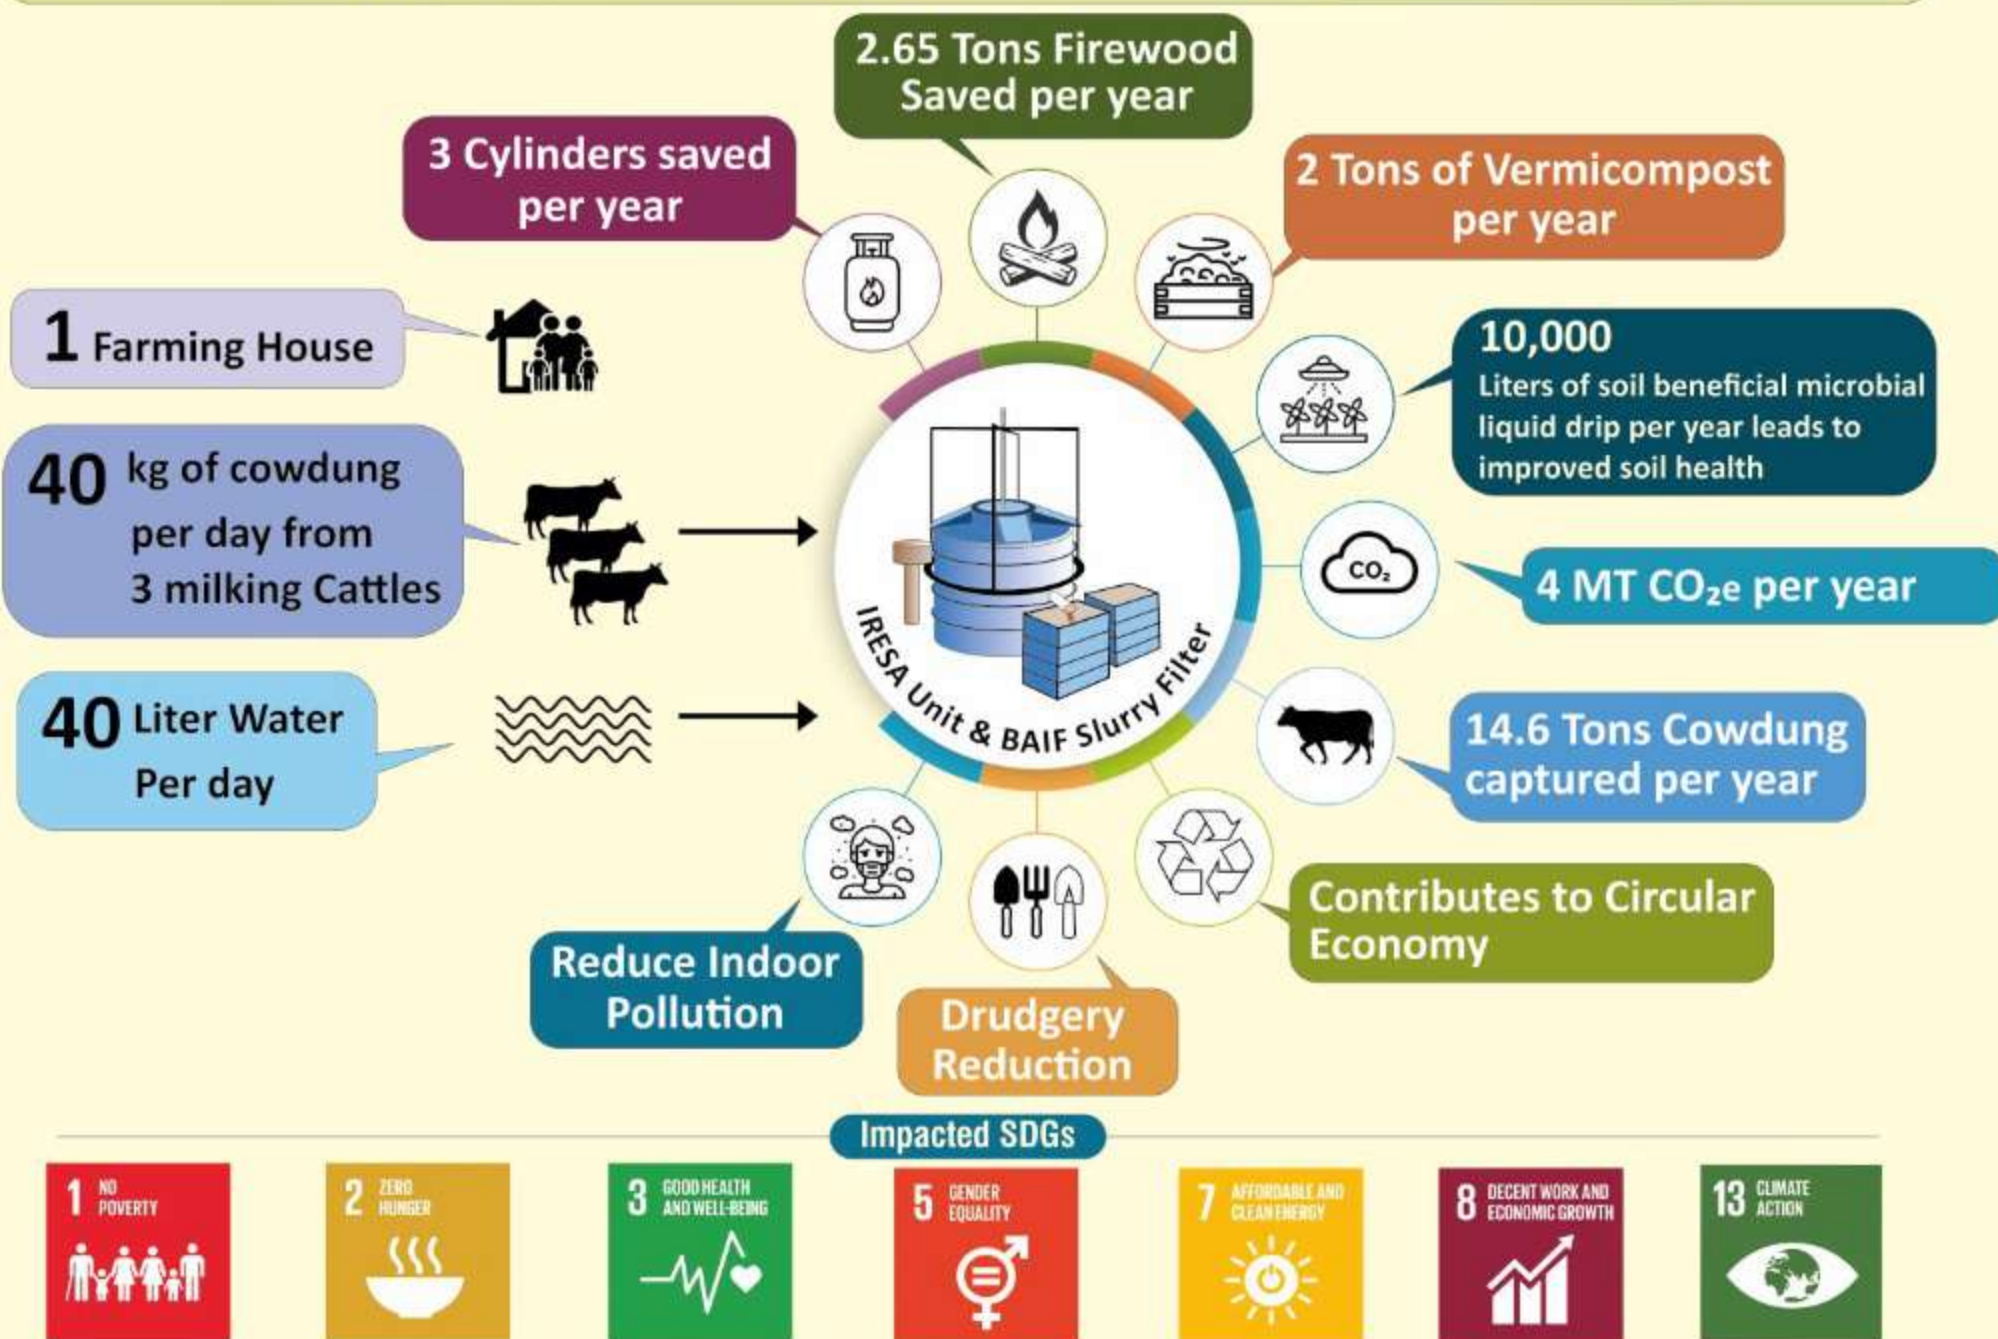 2.65 Tons Firewood
Saved per year
3 Cylinders saved
per year
2 Tons of Vermicompost
per year
1 Farming House
10,000
Liters of soil beneficial microbial
liquid drip per year leads to
improved soil health
40 kg of cowdung
per day from
3 milking Cattles
CO₂
4 MT CO₂e per year
IRESA Unit & BAIF Slurry Filter
40 Liter Water
Per day
14.6 Tons Cowdung
captured per year
Contributes to Circular
Economy
Reduce Indoor
Pollution
Drudgery
Reduction
Impacted SDGs
1 NO
POVERTY
2 ZERO
HUNGER
3 GOOD HEALTH
AND WELL-BEING
5 GENDER
EQUALITY
7 AFFORDABLE AND
CLEAN ENERGY
8 DECENT WORK AND
ECONOMIC GROWTH
13 CLIMATE
ACTION